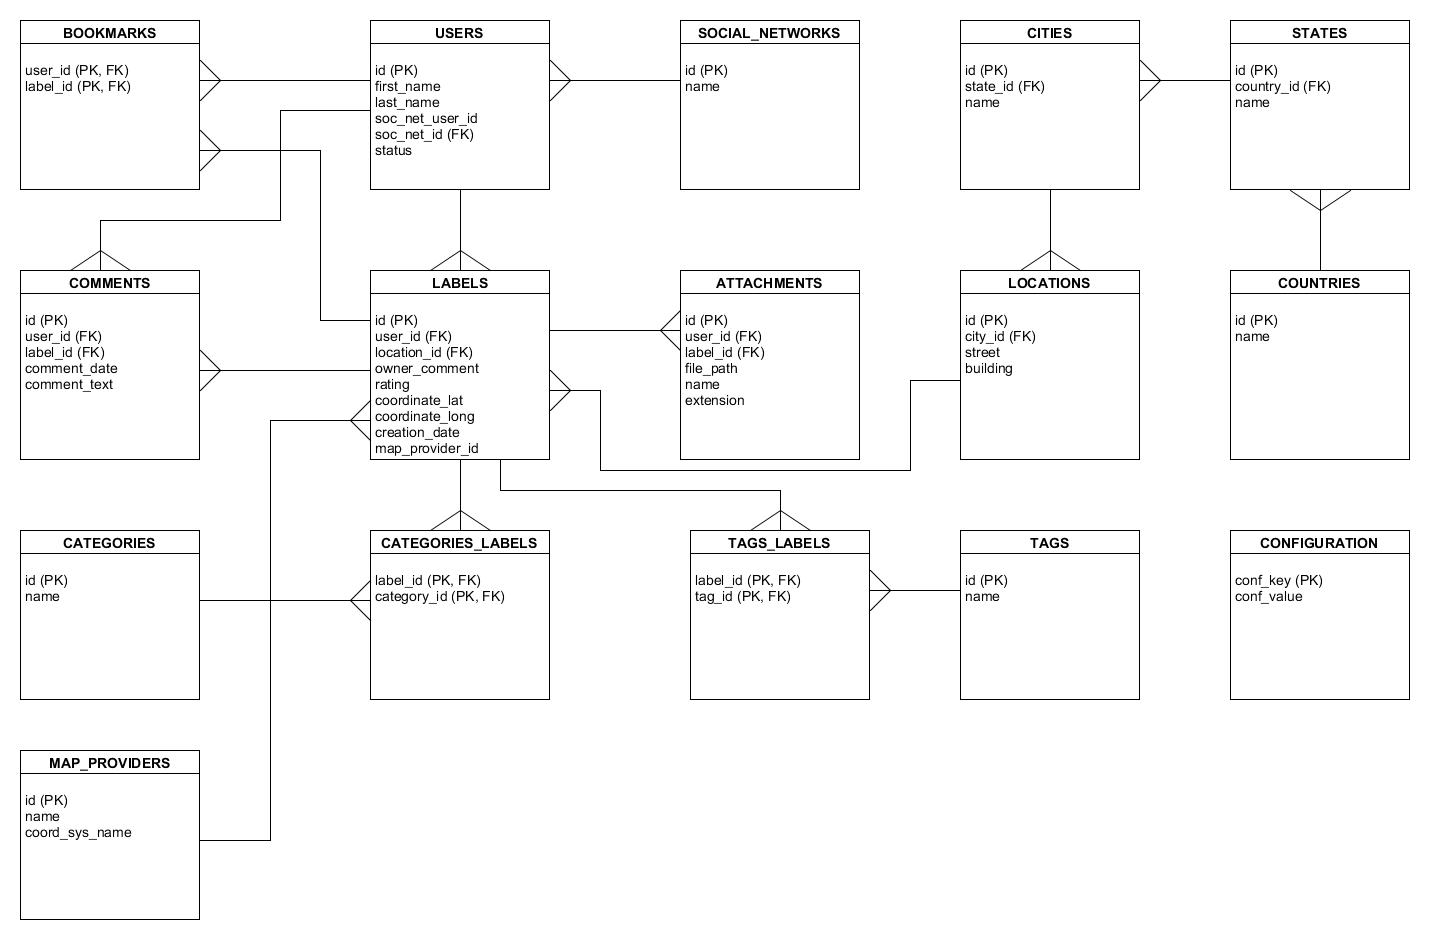 BOOKMARKS
user_id (PK, FK)
label_id (PK, FK)
USERS
id (PK)
first_name
last_name
soc_net_user_id
soc_net_id (FK)
status
SOCIAL_NETWORKS
id (PK)
name
CITIES
id (PK)
state_id (FK)
name
STATES
id (PK)
country_id (FK)
name
COMMENTS
id (PK)
user_id (FK)
label_id (FK)
comment_date
comment_text
LABELS
id (PK)
user_id (FK)
location_id (FK)
owner_comment
rating
coordinate_lat
coordinate_long
creation_date
map_provider_id
ATTACHMENTS
id (PK)
user_id (FK)
label_id (FK)
file_path
name
extension
LOCATIONS
id (PK)
city_id (FK)
street
building
COUNTRIES
id (PK)
name
CATEGORIES
id (PK)
name
CATEGORIES_LABELS
label_id (PK, FK)
category_id (PK, FK)
TAGS_LABELS
label_id (PK, FK)
tag_id (PK, FK)
TAGS
id (PK)
name
CONFIGURATION
conf_key (PK)
conf_value
MAP_PROVIDERS
id (PK)
name
coord_sys_name